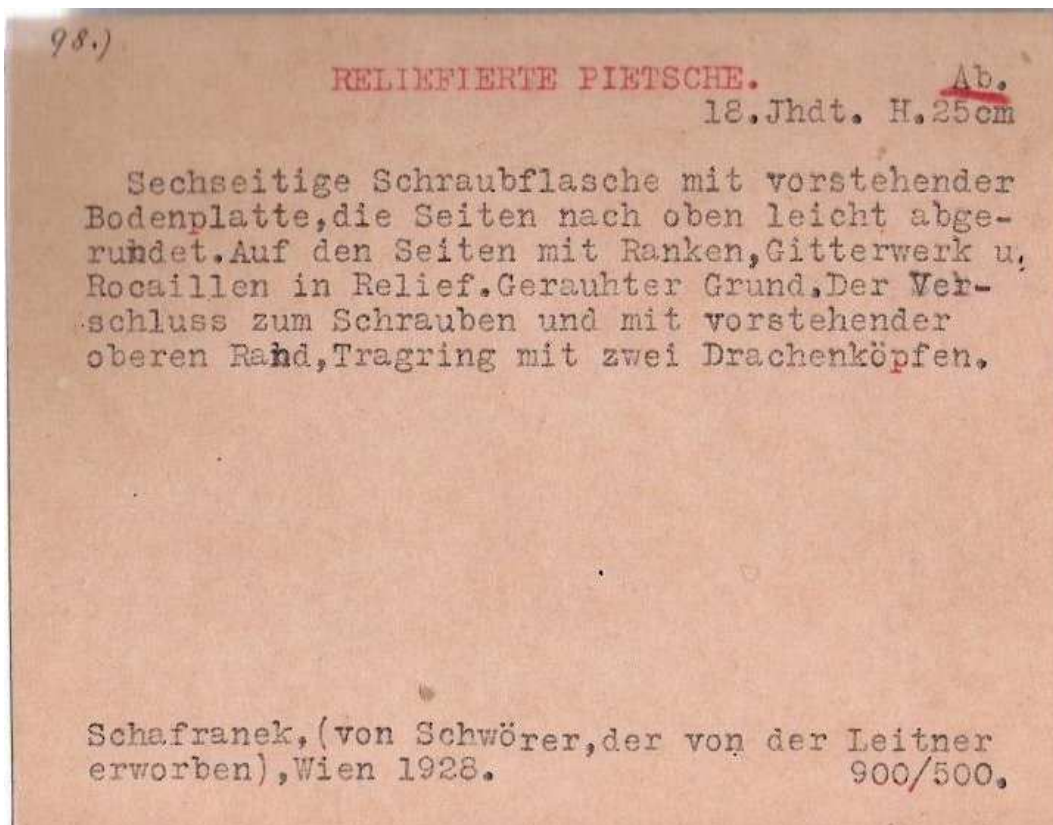 98.)
RELIEFIERTE PIETSCHE. Ab.
18.Jhdt. H.25cm
Sechseitige Schraubflasche mit vorstehender
Bodenplatte,die Seiten nach oben leicht abge-
rundet.Auf den Seiten mit Ranken,Gitterwerk u.
Rocaillen in Relief.Gerauhter Grund.Der Ver-
schluss zum Schrauben und mit vorstehender
oberen Rand,Tragring mit zwei Drachenköpfen.
Schafranek,(von Schwörer,der von der Leitner
erworben),Wien 1928. 900/500.